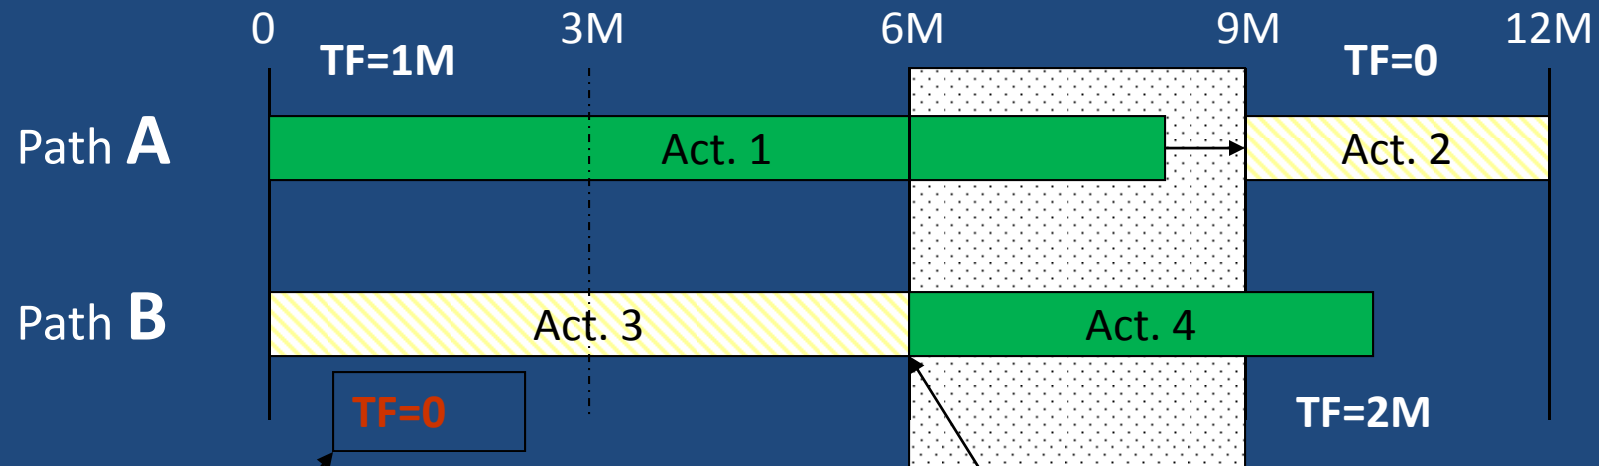 0 3M 6M 9M 12M
TF=1M TF=0
Path A Act. 1 Act. 2
Path B Act. 3 Act. 4
TF=0 TF=2M